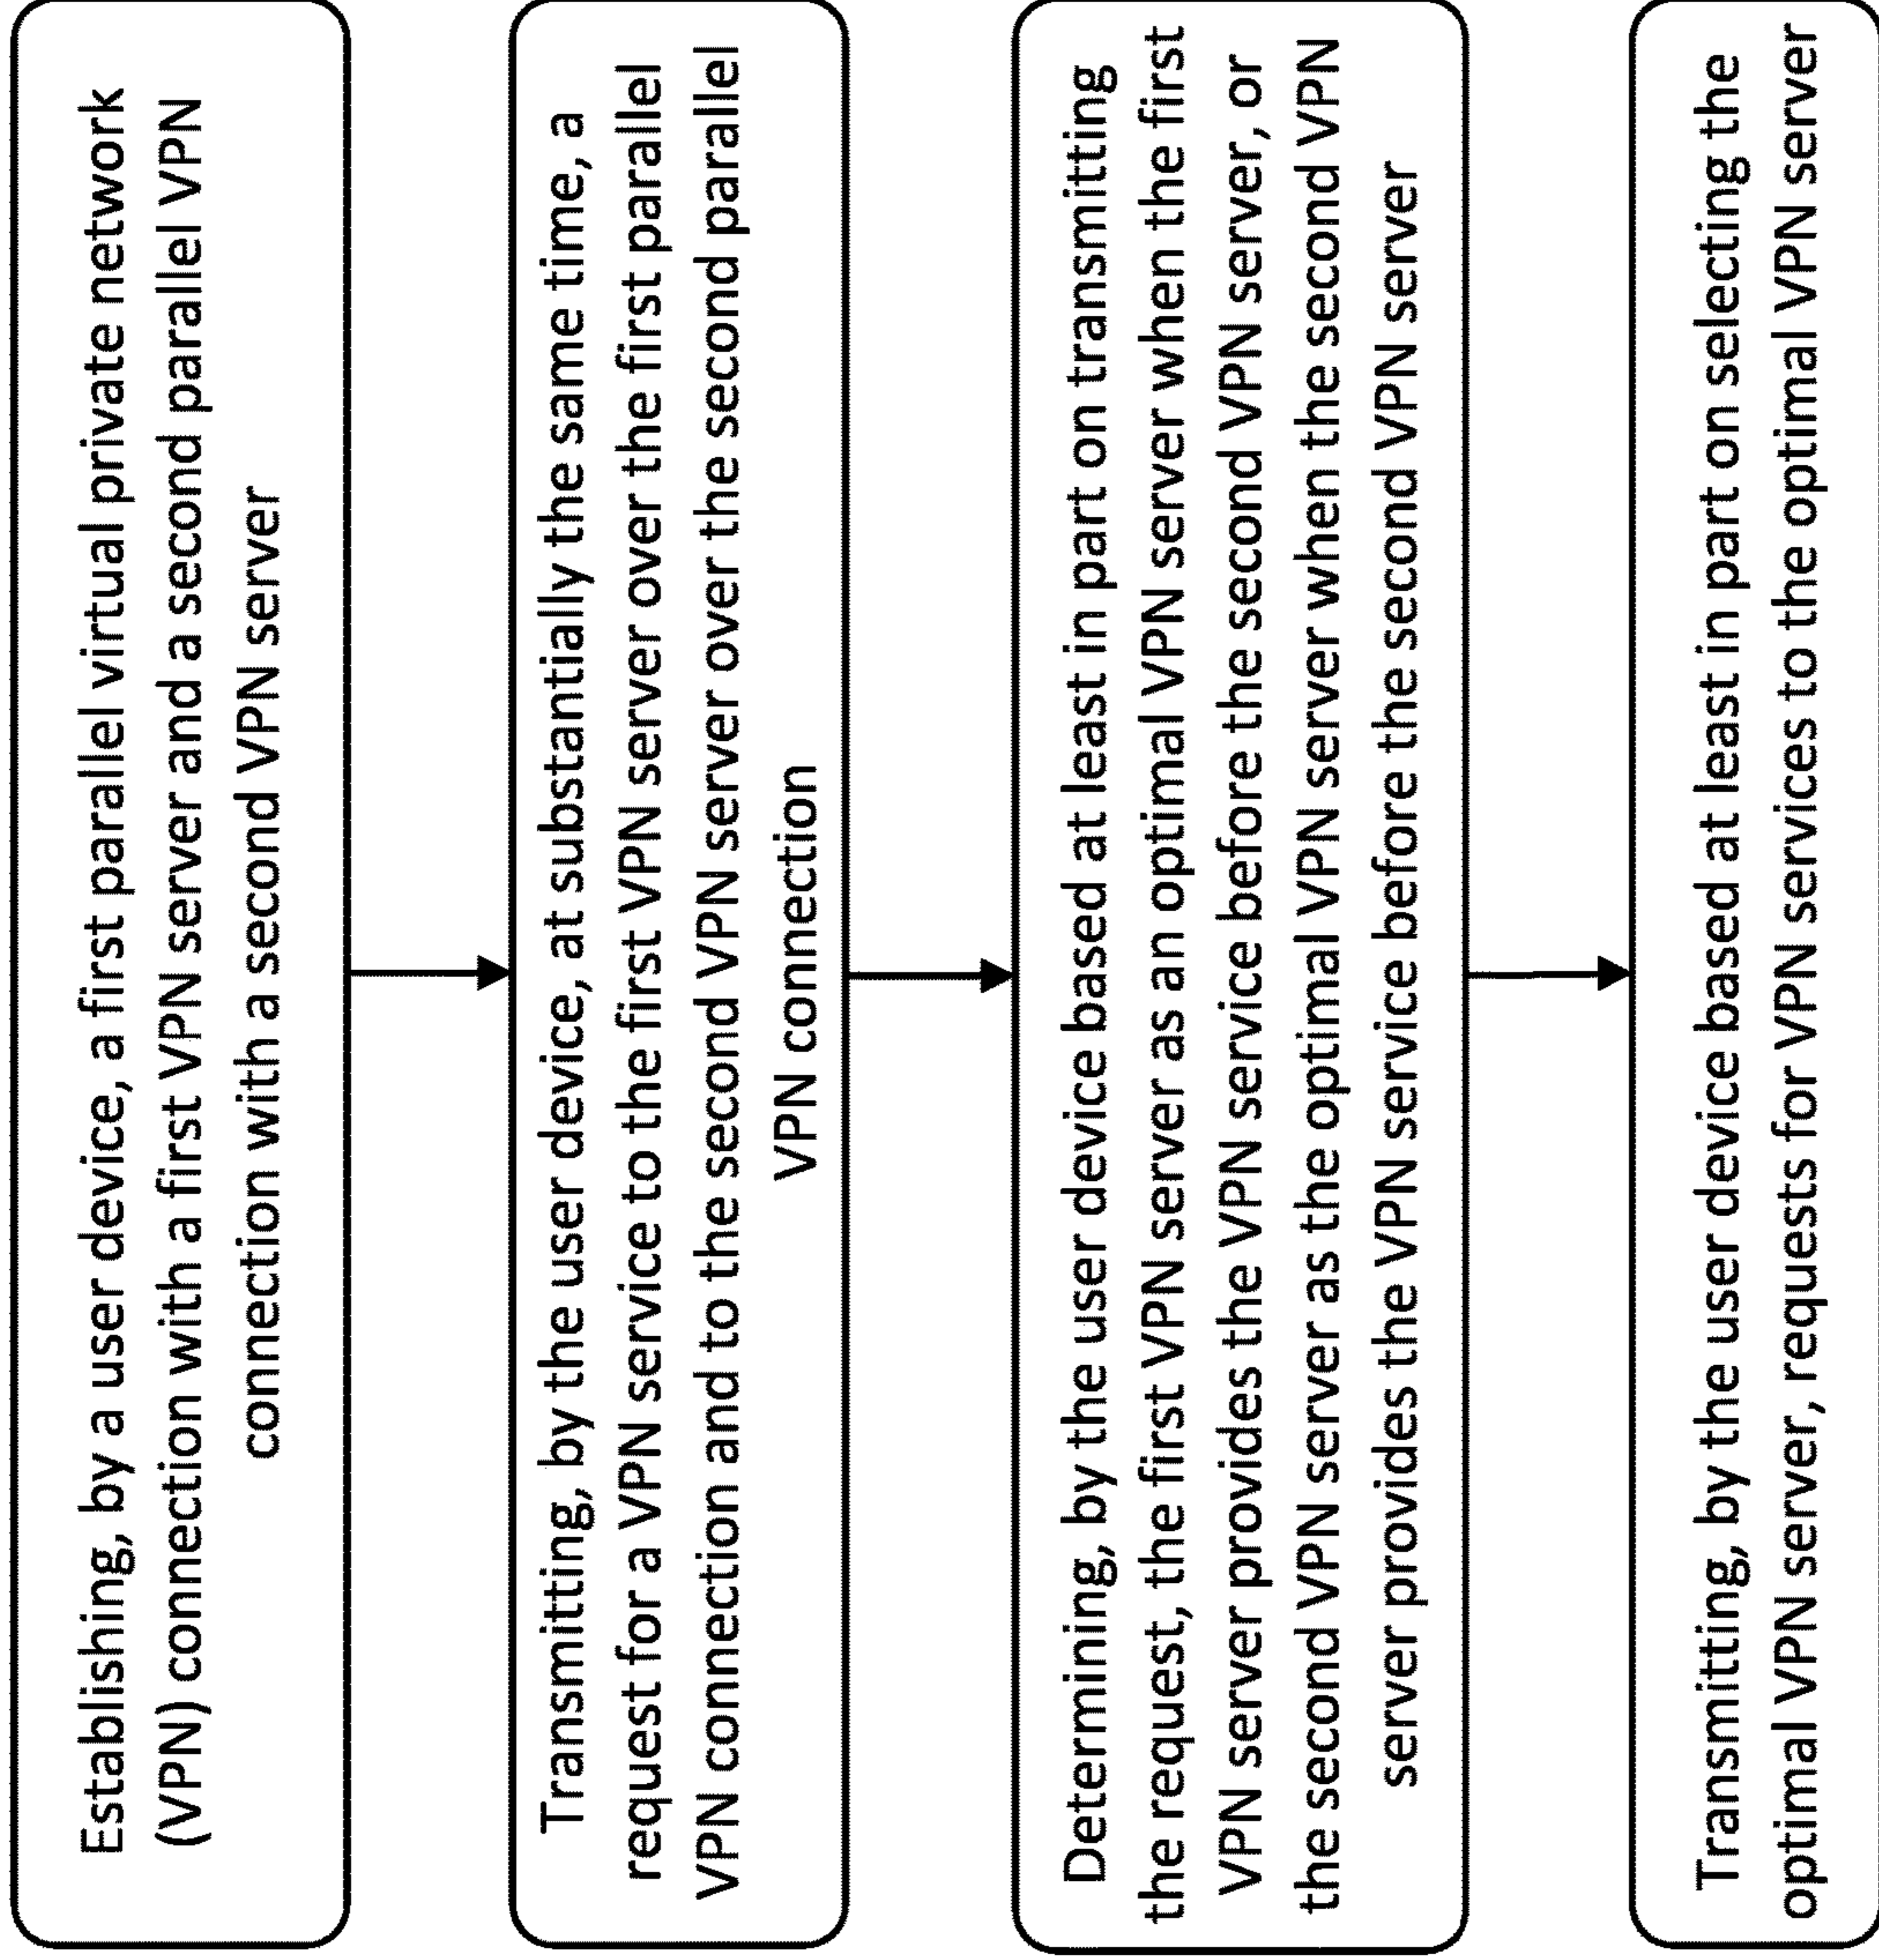 Establishing, by a user device, a first parallel virtual private network
(VPN) connection with a first VPN server and a second parallel VPN
connection with a second VPN server
Transmitting, by the user device, at substantially the same time, a
request for a VPN service to the first VPN server over the first parallel
VPN connection and to the second VPN server over the second parallel
VPN connection
Determining, by the user device based at least in part on transmitting
the request, the first VPN server as an optimal VPN server when the first
VPN server provides the VPN service before the second VPN server, or
the second VPN server as the optimal VPN server when the second VPN
server provides the VPN service before the second VPN server
Transmitting, by the user device based at least in part on selecting the
optimal VPN server, requests for VPN services to the optimal VPN server